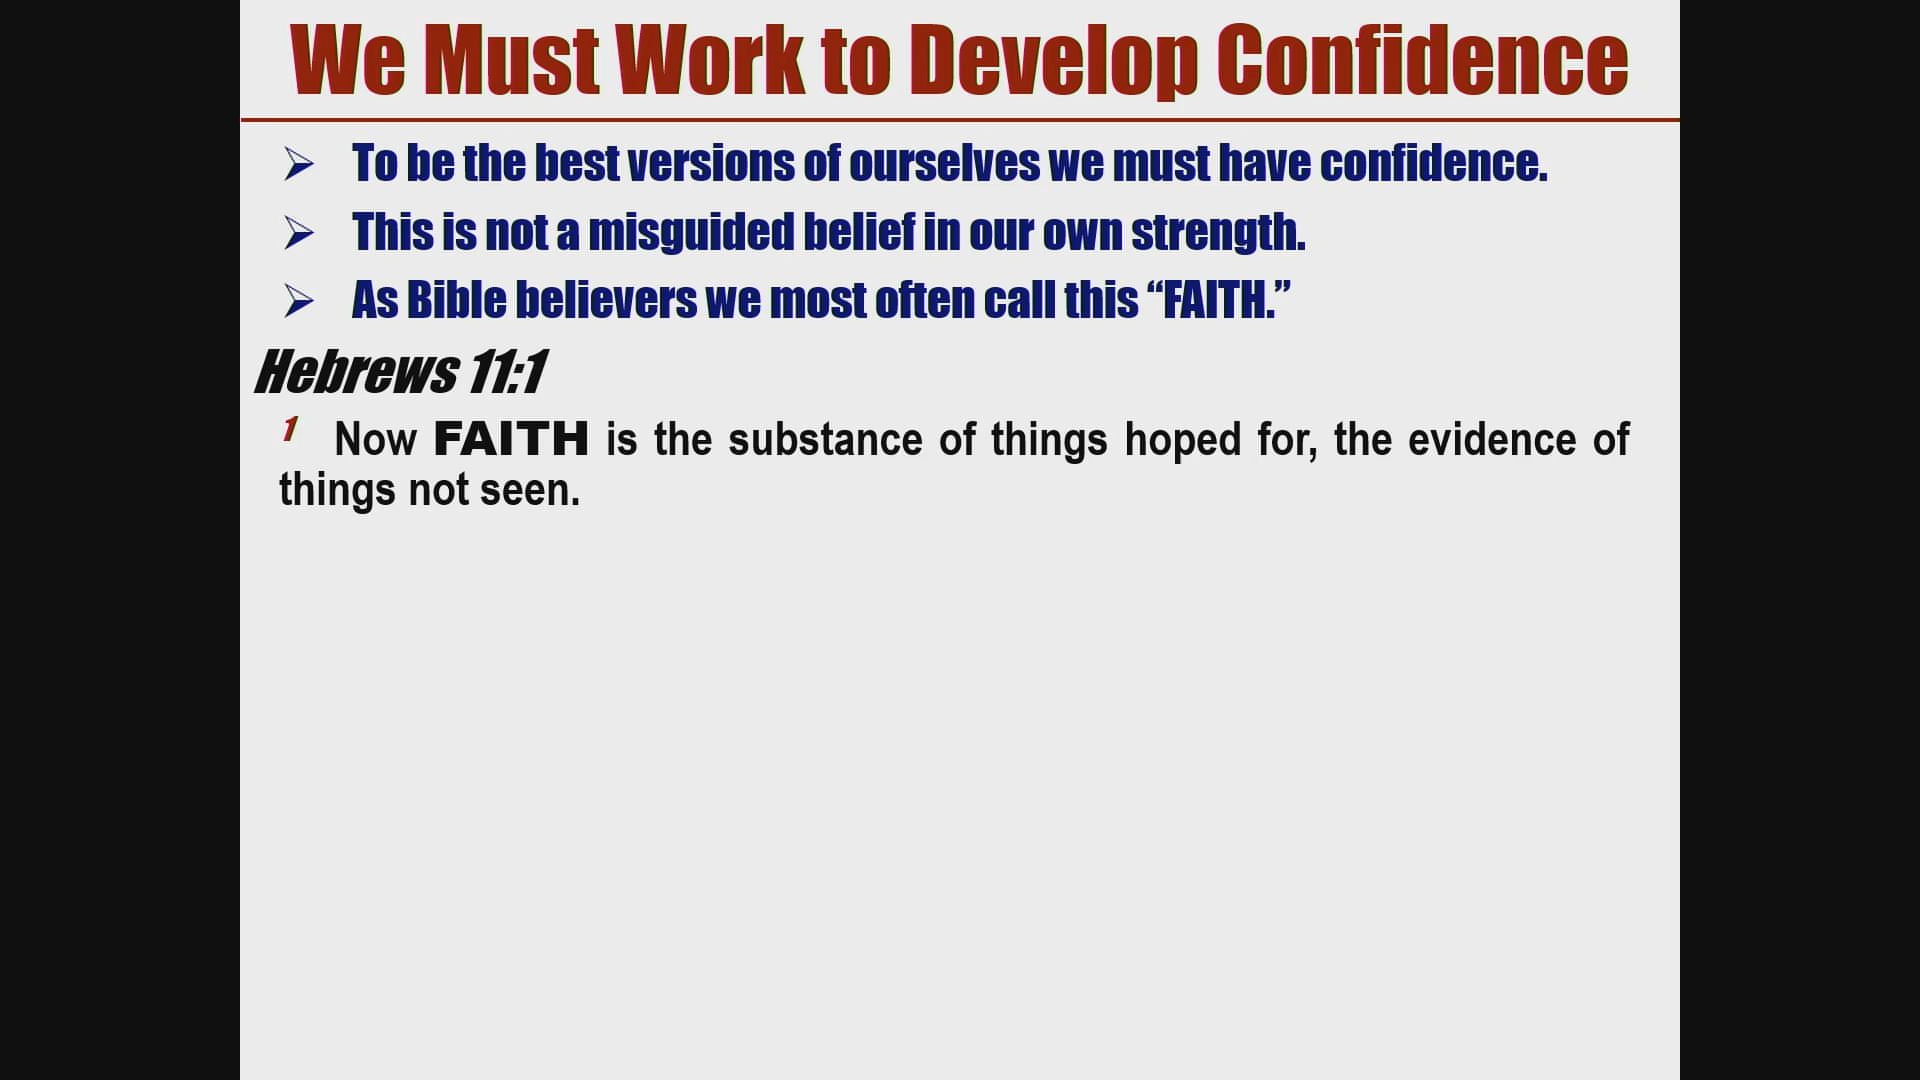 We Must Work to Develop Confidence
➢ To be the best versions of ourselves we must have confidence.
➢ This is not a misguided belief in our own strength.
➢ As Bible believers we most often call this “FAITH.”
Hebrews 11:1
1 Now FAITH is the substance of things hoped for, the evidence of
things not seen.